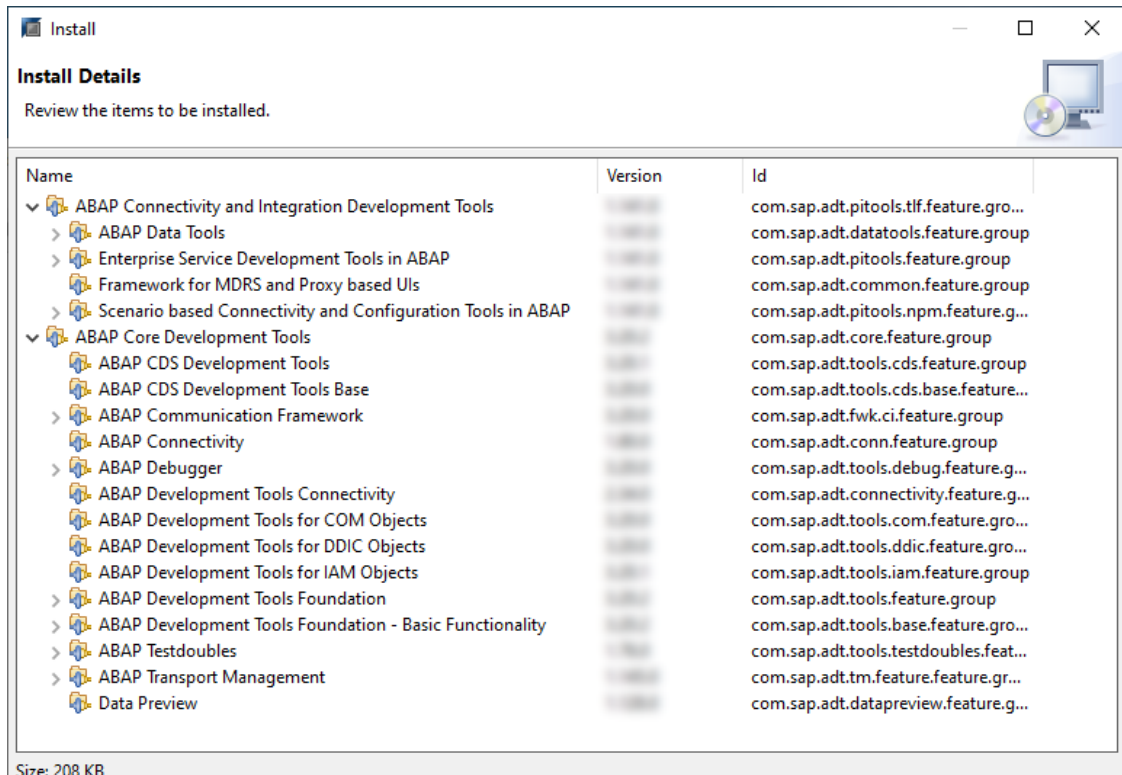 Install
Install Details
Review the items to be installed.
Name Version Id
ABAP Connectivity and Integration Development Tools com.sap.adt.pitools.tlf.feature.gro...
ABAP Data Tools com.sap.adt.datatools.feature.group
Enterprise Service Development Tools in ABAP com.sap.adt.pitools.feature.group
Framework for MDRS and Proxy based UIs com.sap.adt.common.feature.group
Scenario based Connectivity and Configuration Tools in ABAP com.sap.adt.pitools.npm.feature.g...
ABAP Core Development Tools com.sap.adt.core.feature.group
ABAP CDS Development Tools com.sap.adt.tools.cds.feature.group
ABAP CDS Development Tools Base com.sap.adt.tools.cds.base.feature...
ABAP Communication Framework com.sap.adt.fwk.ci.feature.group
ABAP Connectivity com.sap.adt.conn.feature.group
ABAP Debugger com.sap.adt.tools.debug.feature.g...
ABAP Development Tools Connectivity com.sap.adt.connectivity.feature.g...
ABAP Development Tools for COM Objects com.sap.adt.tools.com.feature.gro...
ABAP Development Tools for DDIC Objects com.sap.adt.tools.ddic.feature.gro...
ABAP Development Tools for IAM Objects com.sap.adt.tools.iam.feature.group
ABAP Development Tools Foundation com.sap.adt.tools.feature.group
ABAP Development Tools Foundation - Basic Functionality com.sap.adt.tools.base.feature.gro...
ABAP Testdoubles com.sap.adt.tools.testdoubles.feat...
ABAP Transport Management com.sap.adt.tm.feature.feature.gr...
Data Preview com.sap.adt.datapreview.feature.g...
Size: 208 KB